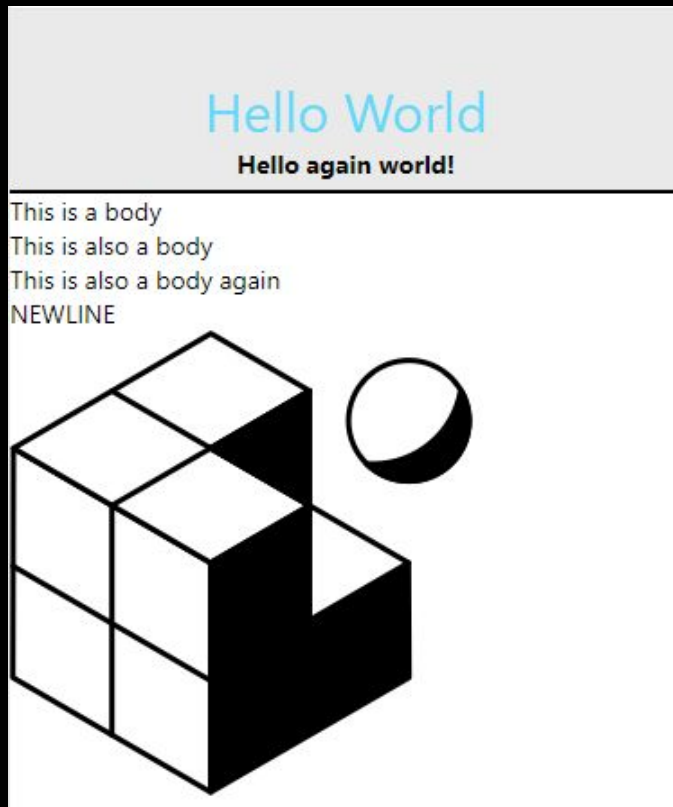 Hello World
Hello again world!
This is a body
This is also a body
This is also a body again
NEWLINE